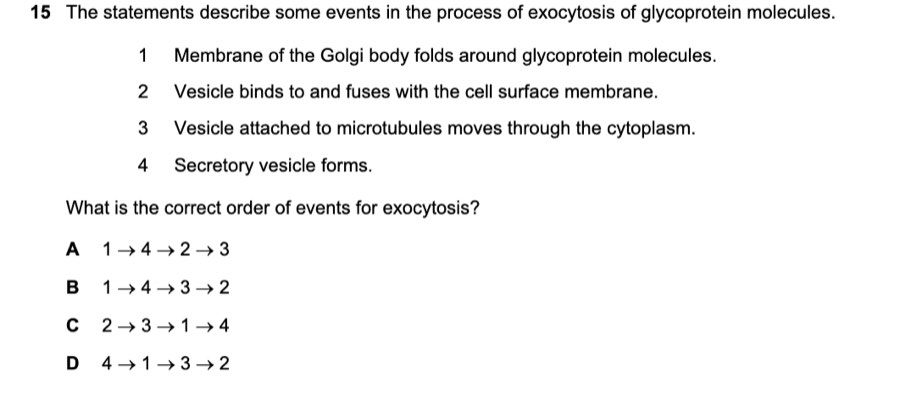 15 The statements describe some events in the process of exocytosis of glycoprotein molecules.
1 Membrane of the Golgi body folds around glycoprotein molecules.
2 Vesicle binds to and fuses with the cell surface membrane.
3 Vesicle attached to microtubules moves through the cytoplasm.
4 Secretory vesicle forms.
What is the correct order of events for exocytosis?
A 1 → 4 → 2 → 3
B 1 → 4 → 3 → 2
C 2 → 3 → 1 → 4
D 4 → 1 → 3 → 2